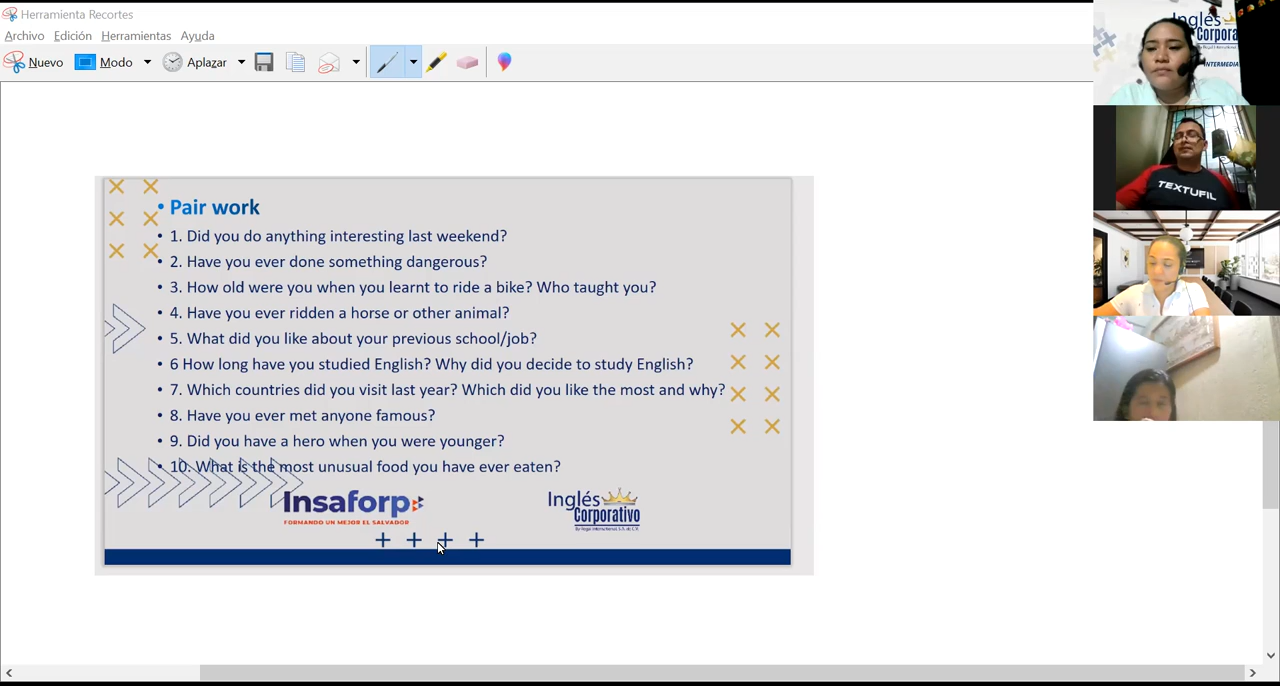 Herramienta Recortes
Archivo Edición Herramientas Ayuda
Nuevo Modo Aplazar
• Pair work
• 1. Did you do anything interesting last weekend?
• 2. Have you ever done something dangerous?
• 3. How old were you when you learnt to ride a bike? Who taught you?
• 4. Have you ever ridden a horse or other animal?
• 5. What did you like about your previous school/job?
• 6 How long have you studied English? Why did you decide to study English?
• 7. Which countries did you visit last year? Which did you like the most and why?
• 8. Have you ever met anyone famous?
• 9. Did you have a hero when you were younger?
• 10. What is the most unusual food you have ever eaten?
Insaforp
FORMANDO UN MEJOR EL SALVADOR
Inglés
Corporativo
Inglés
Corpora
INTERMEDIA
TEXTUFIL